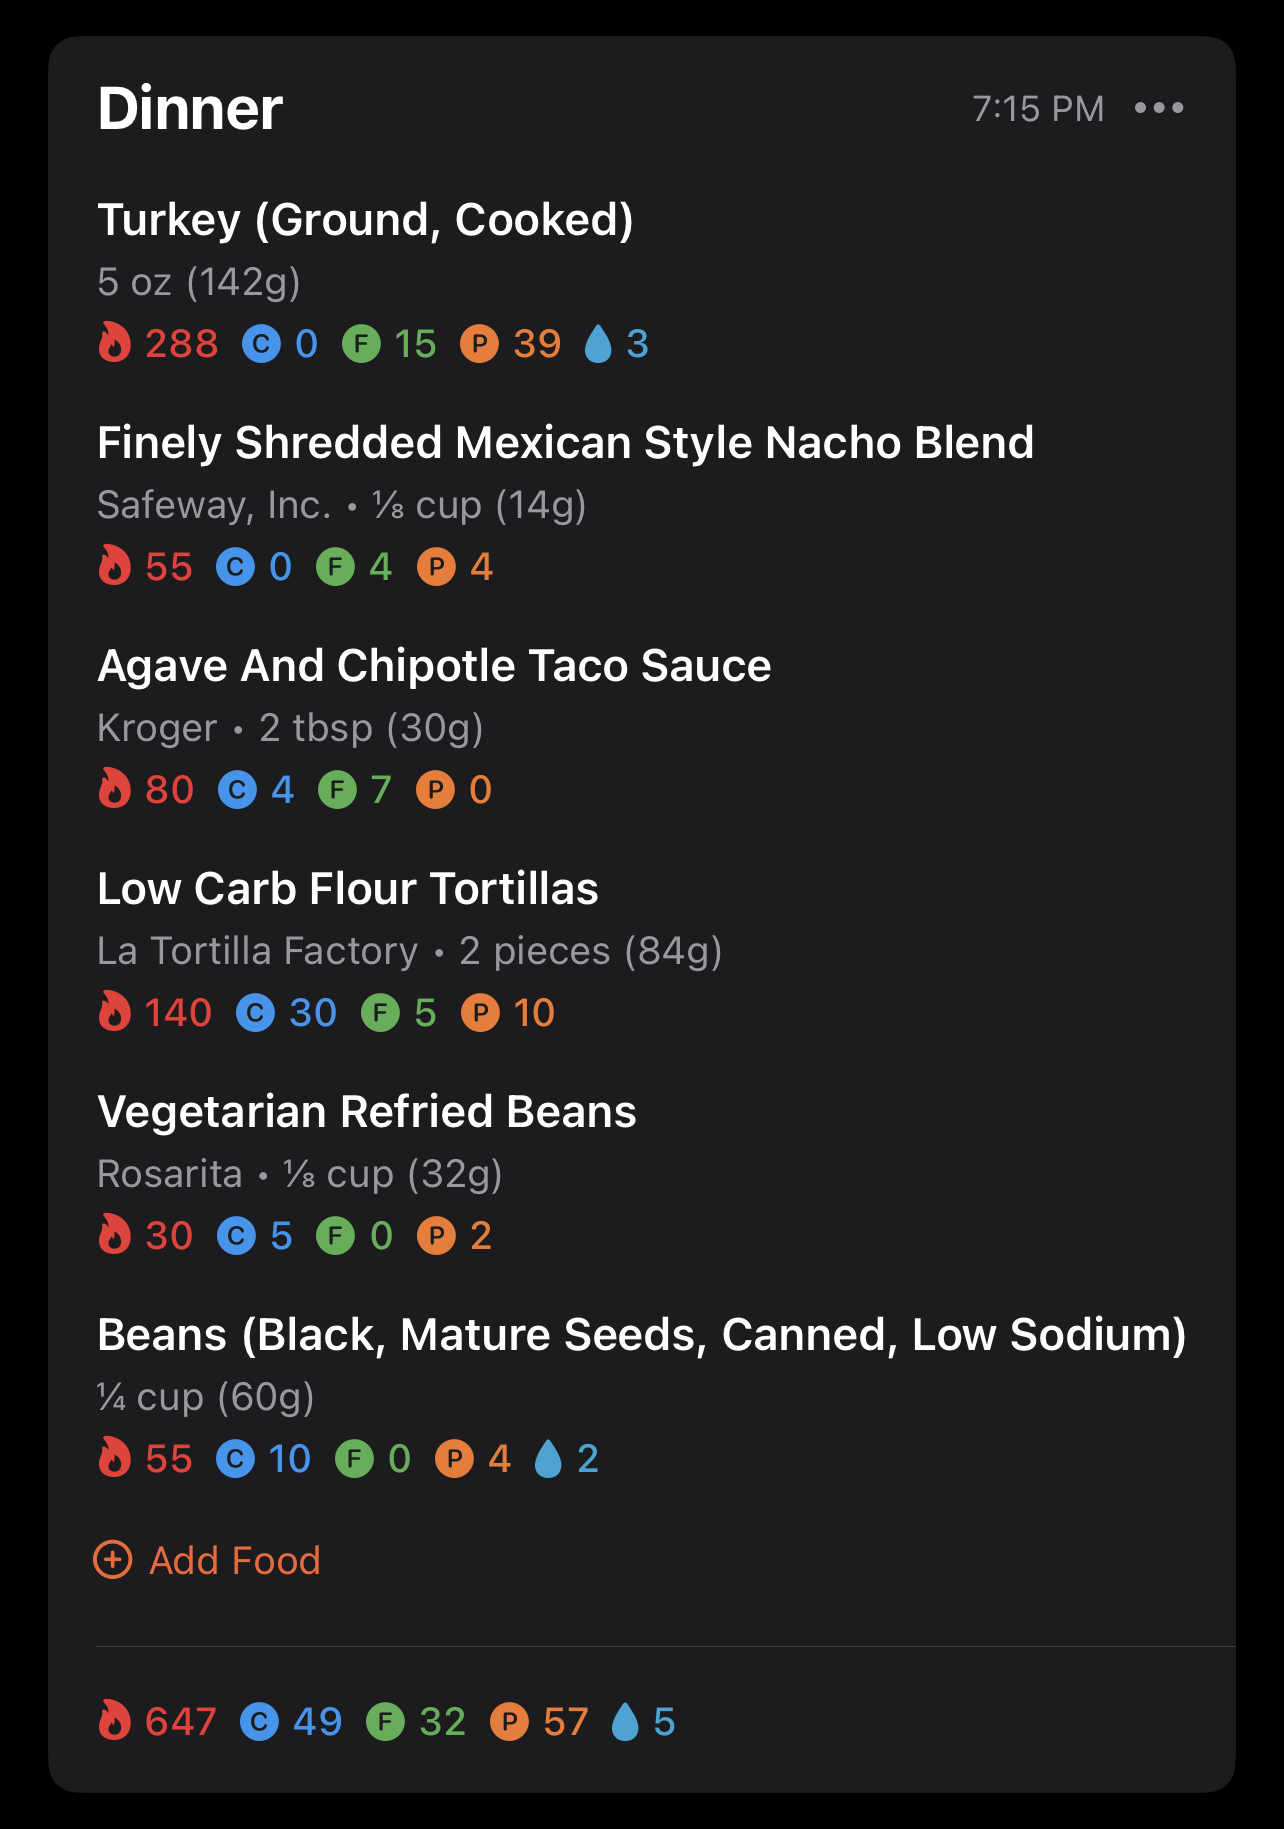 Dinner 7:15 PM
Turkey (Ground, Cooked)
5 oz (142g)
288 C 0 F 15 P 39 3
Finely Shredded Mexican Style Nacho Blend
Safeway, Inc. • ⅛ cup (14g)
55 C 0 F 4 P 4
Agave And Chipotle Taco Sauce
Kroger • 2 tbsp (30g)
80 C 4 F 7 P 0
Low Carb Flour Tortillas
La Tortilla Factory • 2 pieces (84g)
140 C 30 F 5 P 10
Vegetarian Refried Beans
Rosarita • ⅛ cup (32g)
30 C 5 F 0 P 2
Beans (Black, Mature Seeds, Canned, Low Sodium)
¼ cup (60g)
55 C 10 F 0 P 4 2
Add Food
647 C 49 F 32 P 57 5